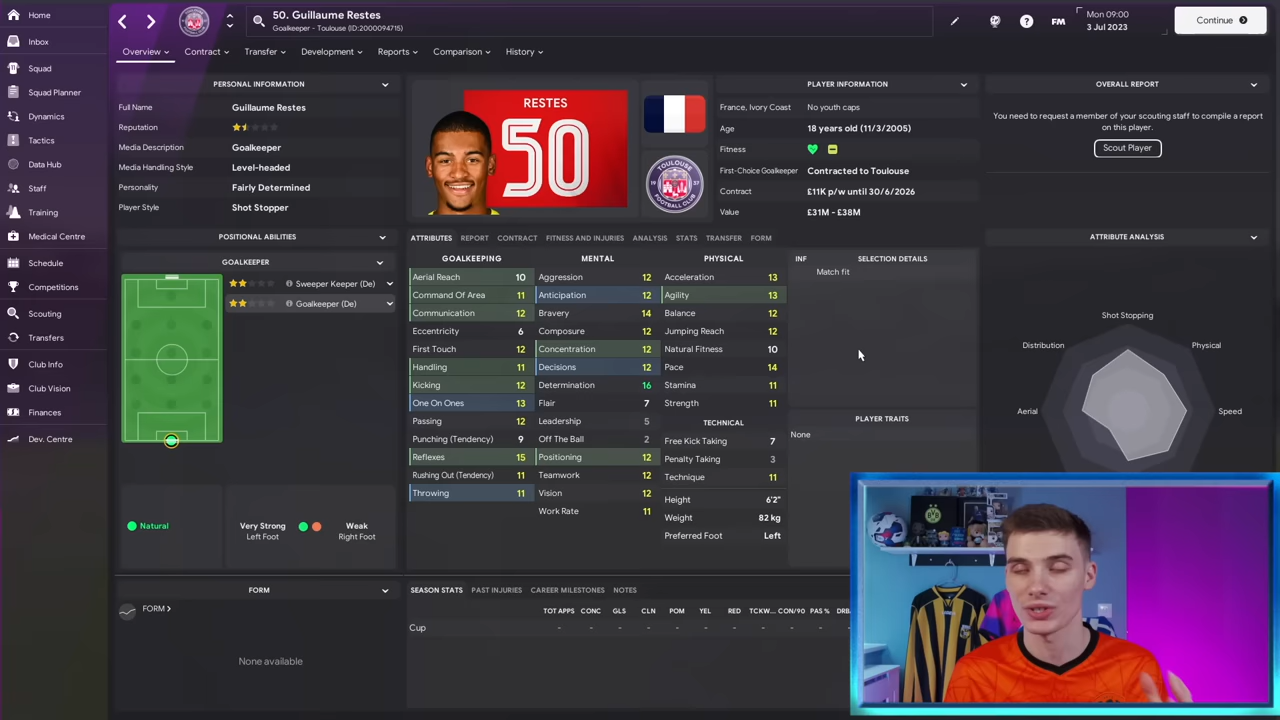 Home
Inbox
Squad
Squad Planner
Dynamics
Tactics
Data Hub
Staff
Training
Medical Centre
Schedule
Competitions
Scouting
Transfers
Club Info
Club Vision
Finances
Dev. Centre
50. Guillaume Restes
Goalkeeper - Toulouse (ID:2000094715)
FM
Mon 09:00
3 Jul 2023
Continue
Overview
Contract
Transfer
Development
Reports
Comparison
History
PERSONAL INFORMATION
Full Name Guillaume Restes
Reputation
Media Description Goalkeeper
Media Handling Style Level-headed
Personality Fairly Determined
Player Style Shot Stopper
RESTES
50
TOULOUSE
1937
FOOTBALL CLUB
PLAYER INFORMATION
France, Ivory Coast No youth caps
Age 18 years old (11/3/2005)
Fitness
First-Choice Goalkeeper Contracted to Toulouse
Contract £11K p/w until 30/6/2026
Value £31M - £38M
OVERALL REPORT
You need to request a member of your scouting staff to compile a report
on this player.
Scout Player
POSITIONAL ABILITIES
GOALKEEPER
Sweeper Keeper (De)
Goalkeeper (De)
Natural
Very Strong
Left Foot
Weak
Right Foot
ATTRIBUTES REPORT CONTRACT FITNESS AND INJURIES ANALYSIS STATS TRANSFER FORM
GOALKEEPING
Aerial Reach 10
Command Of Area 11
Communication 12
Eccentricity 6
First Touch 12
Handling 11
Kicking 12
One On Ones 13
Passing 12
Punching (Tendency) 9
Reflexes 15
Rushing Out (Tendency) 11
Throwing 11
MENTAL
Aggression 12
Anticipation 12
Bravery 14
Composure 12
Concentration 12
Decisions 12
Determination 16
Flair 7
Leadership 5
Off The Ball 2
Positioning 12
Teamwork 12
Vision 12
Work Rate 11
PHYSICAL
Acceleration 13
Agility 13
Balance 12
Jumping Reach 12
Natural Fitness 10
Pace 14
Stamina 11
Strength 11
TECHNICAL
Free Kick Taking 7
Penalty Taking 3
Technique 11
Height 6'2"
Weight 82 kg
Preferred Foot Left
INF SELECTION DETAILS
Match fit
PLAYER TRAITS
None
ATTRIBUTE ANALYSIS
Shot Stopping
Distribution
Physical
Aerial
Speed
FORM
FORM
None available
SEASON STATS PAST INJURIES CAREER MILESTONES NOTES
TOT APPS CONC GLS CLN POM YEL RED TCKW... CON/90 PAS % DRB
Cup - - - - - - - - - - -